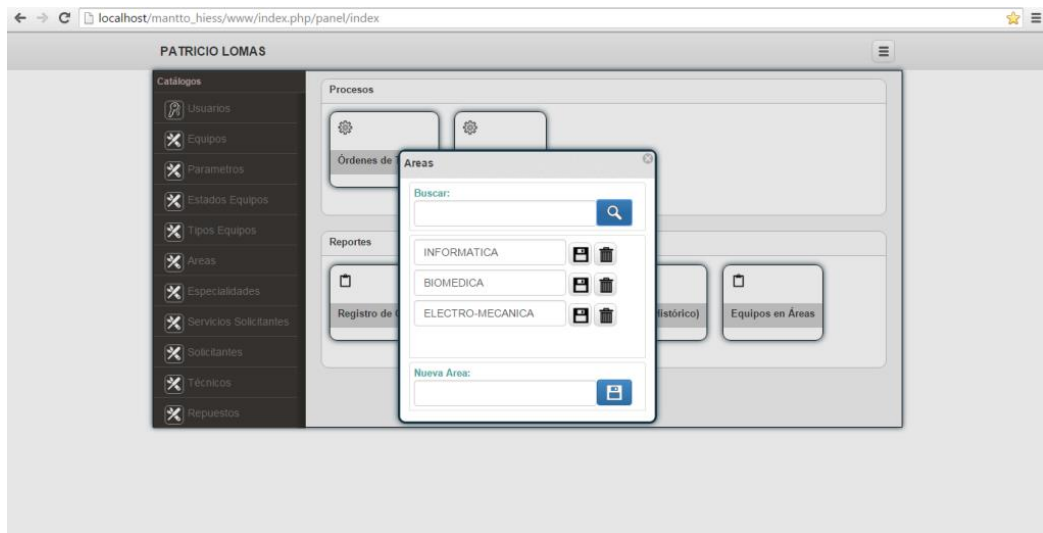 localhost/mantto_hiess/www/index.php/panel/index
PATRICIO LOMAS
Catálogos
Usuarios
Equipos
Parametros
Estados Equipos
Tipos Equipos
Areas
Especialidades
Servicios Solicitantes
Solicitantes
Técnicos
Repuestos
Procesos
Órdenes de
Areas
Buscar:
INFORMATICA
BIOMEDICA
ELECTRO-MECANICA
Nueva Area:
Reportes
Registro de
Histórico)
Equipos en Áreas